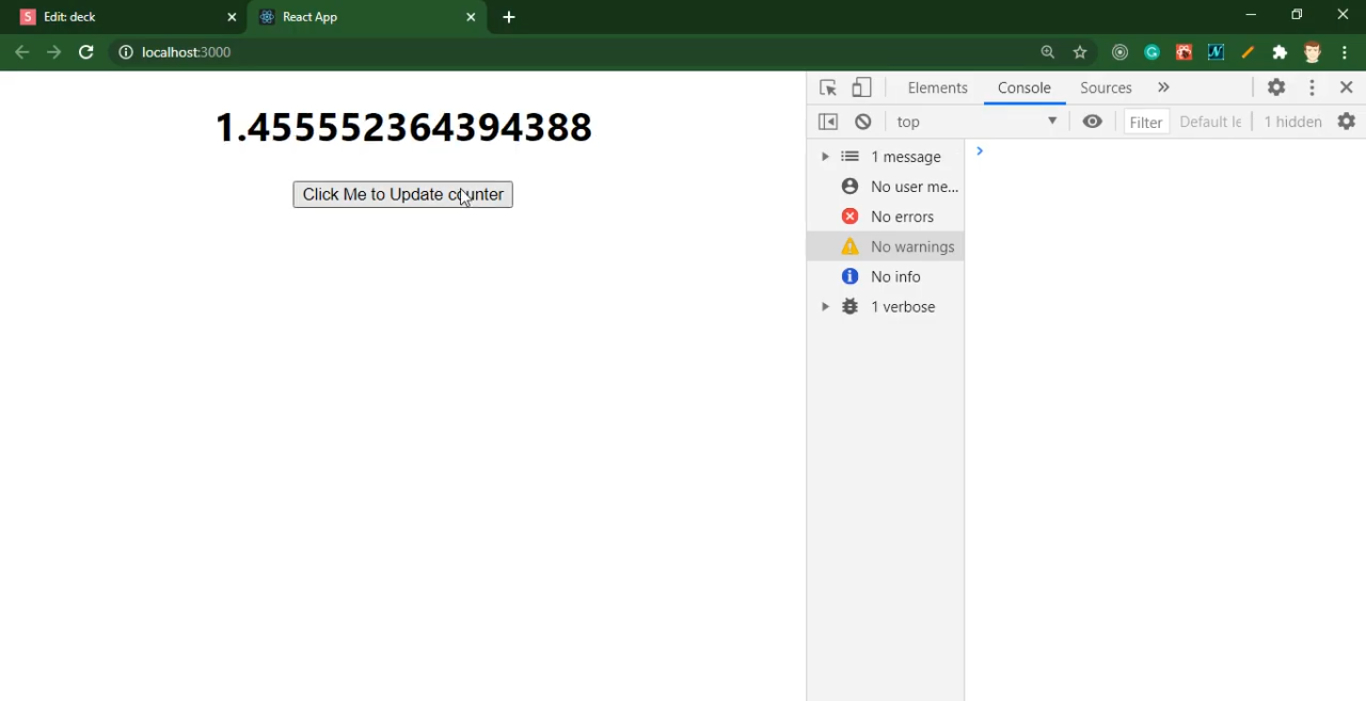 Edit: deck
React App
localhost:3000
1.455552364394388
Click Me to Update counter
Elements Console Sources
top Filter Default le 1 hidden
1 message
No user me...
No errors
No warnings
No info
1 verbose